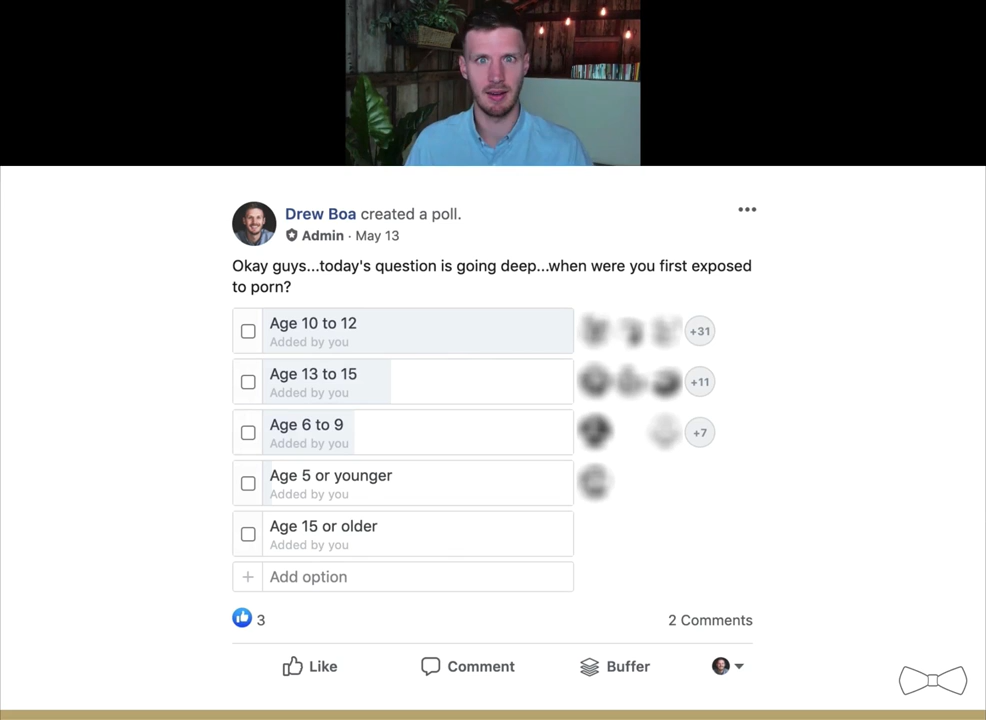 Drew Boa created a poll.
Admin · May 13
Okay guys...today's question is going deep...when were you first exposed
to porn?
Age 10 to 12
Added by you
+31
Age 13 to 15
Added by you
+11
Age 6 to 9
Added by you
+7
Age 5 or younger
Added by you
Age 15 or older
Added by you
+ Add option
3
2 Comments
Like
Comment
Buffer